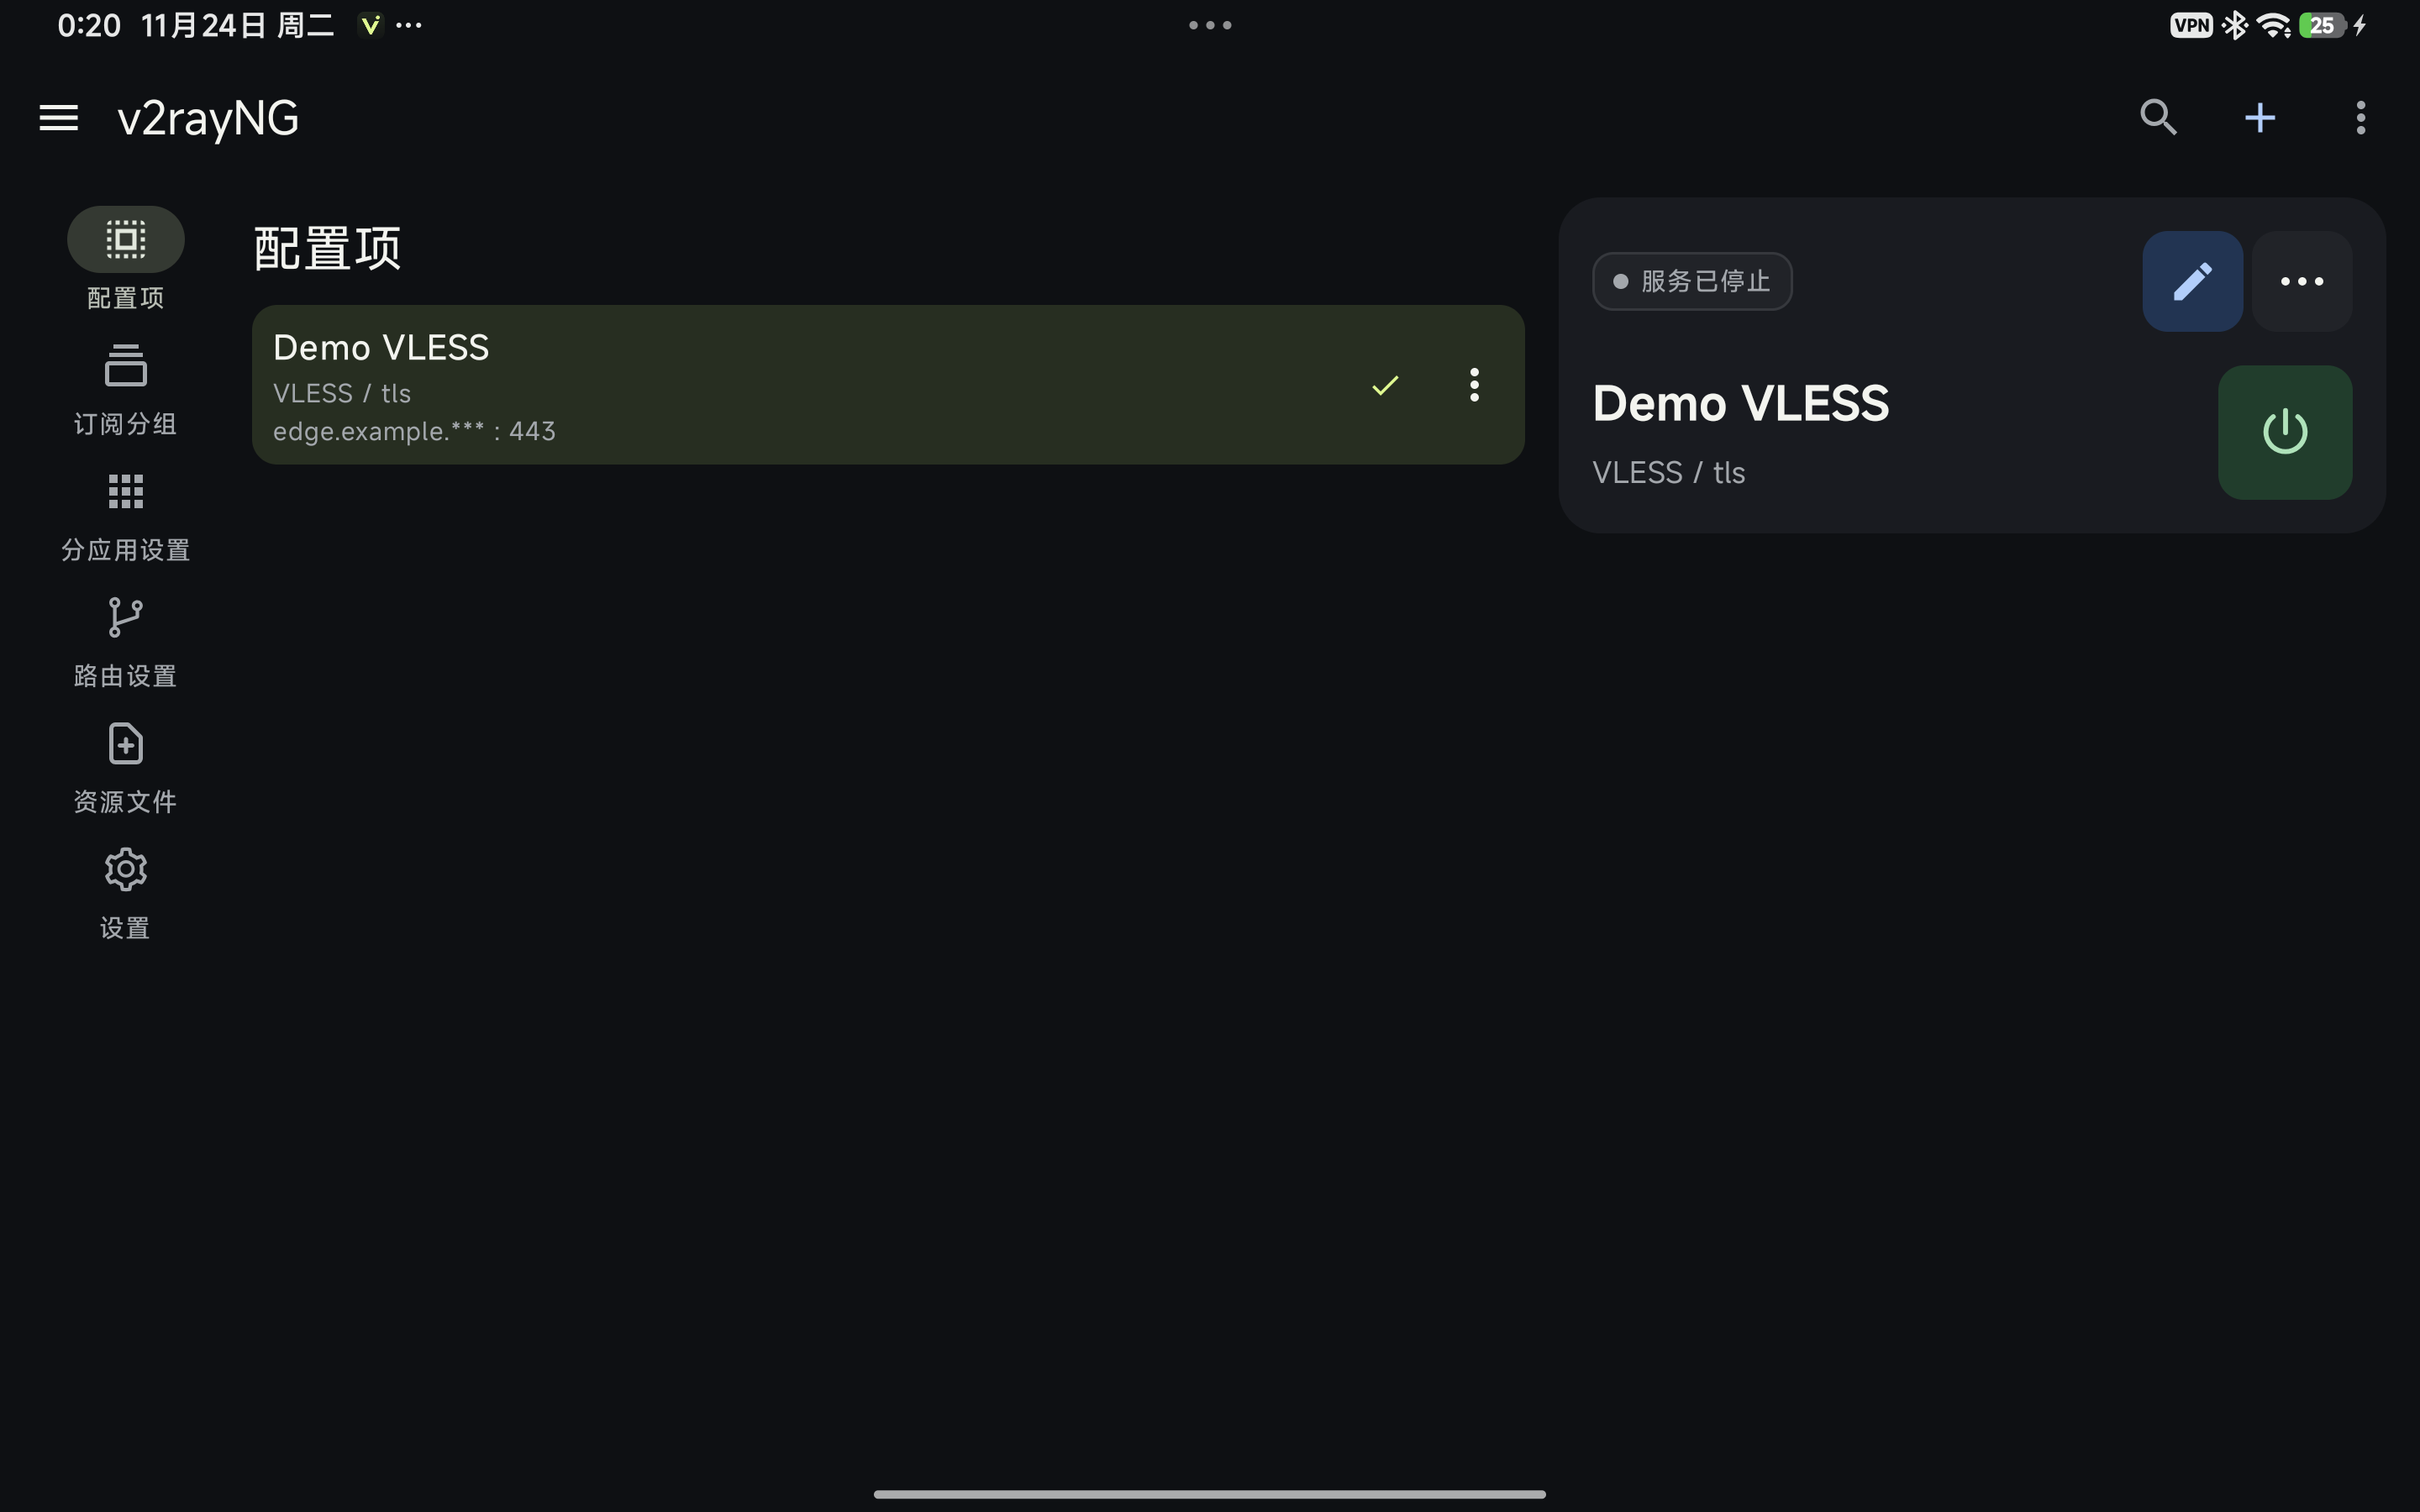 0:20 11月24日 周二
VPN 25
v2rayNG
配置项
订阅分组
分应用设置
路由设置
资源文件
设置
配置项
Demo VLESS
VLESS / tls
edge.example.*** : 443
服务已停止
Demo VLESS
VLESS / tls